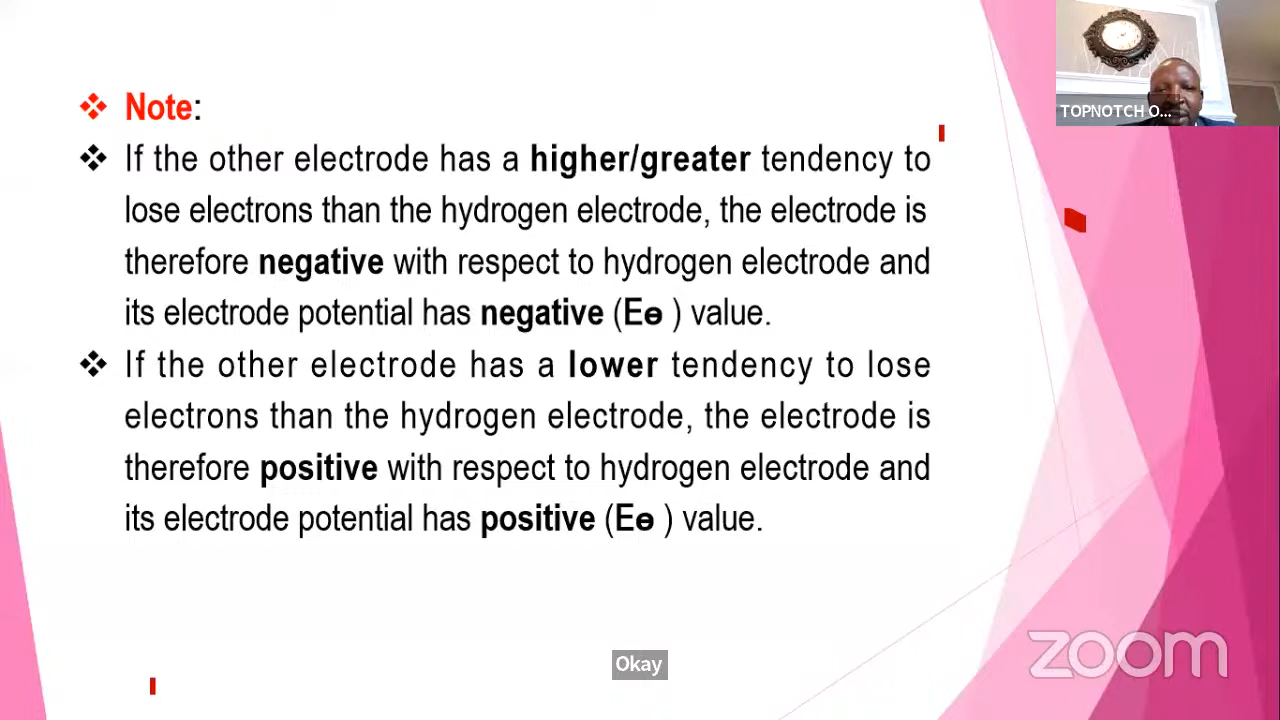 Note:
If the other electrode has a higher/greater tendency to
lose electrons than the hydrogen electrode, the electrode is
therefore negative with respect to hydrogen electrode and
its electrode potential has negative (Eɵ ) value.
If the other electrode has a lower tendency to lose
electrons than the hydrogen electrode, the electrode is
therefore positive with respect to hydrogen electrode and
its electrode potential has positive (Eɵ ) value.
TOPNOTCH O...
Okay
zoom